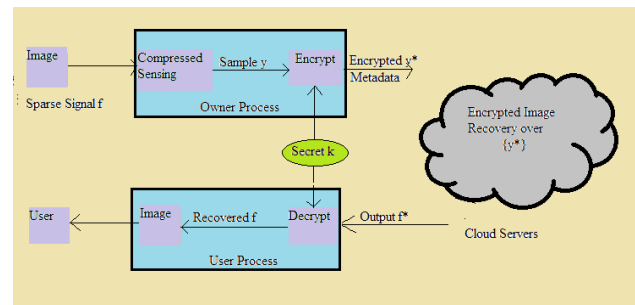 Image
Sparse Signal f
Compressed
Sensing
Sample y
Encrypt
Owner Process
Encrypted y*
Metadata
Encrypted Image
Recovery over
{y*}
Secret k
User
Image
Recovered f
Decrypt
User Process
Output f*
Cloud Servers